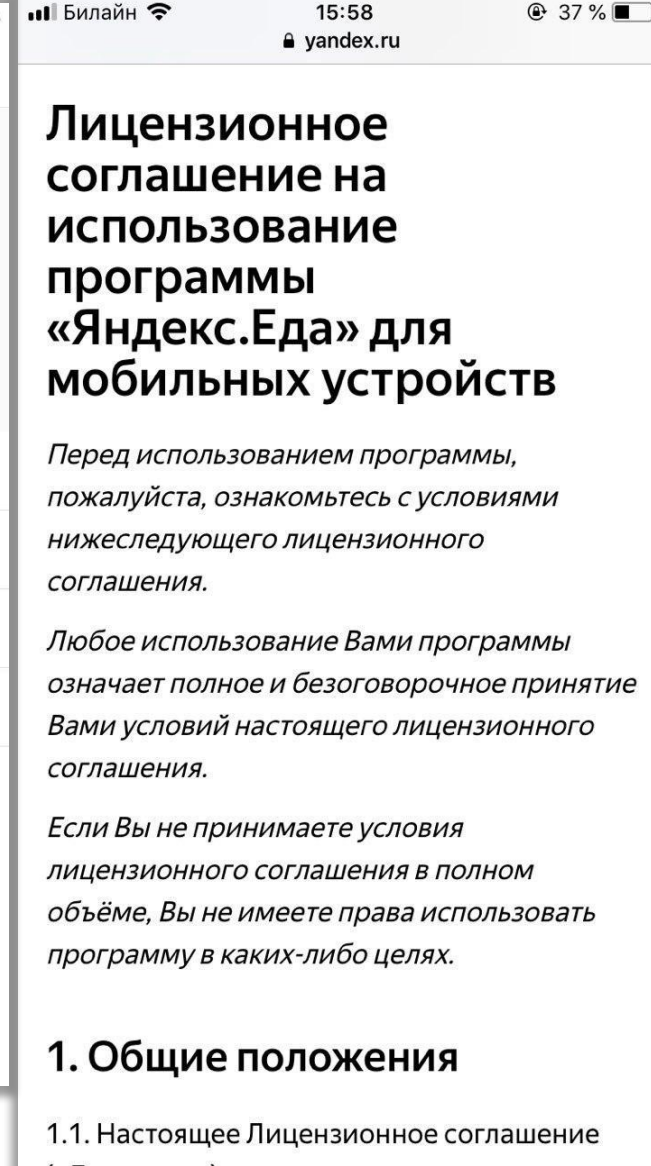 Билайн 15:58 37 %
yandex.ru
Лицензионное
соглашение на
использование
программы
«Яндекс.Еда» для
мобильных устройств
Перед использованием программы,
пожалуйста, ознакомьтесь с условиями
нижеследующего лицензионного
соглашения.
Любое использование Вами программы
означает полное и безоговорочное принятие
Вами условий настоящего лицензионного
соглашения.
Если Вы не принимаете условия
лицензионного соглашения в полном
объёме, Вы не имеете права использовать
программу в каких-либо целях.
1. Общие положения
1.1. Настоящее Лицензионное соглашение